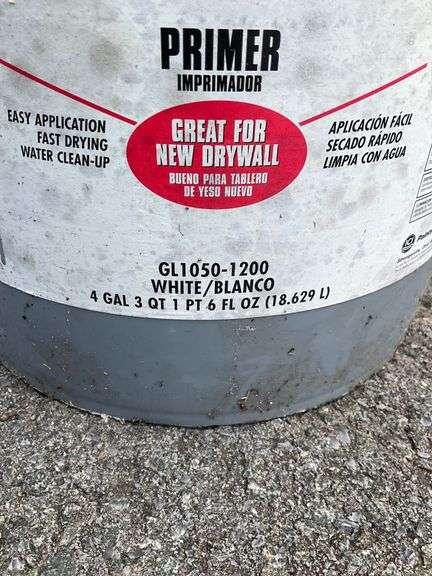 PRIMER
IMPRIMADOR
EASY APPLICATION
FAST DRYING
WATER CLEAN-UP
GREAT FOR
NEW DRYWALL
BUENO PARA TABLERO
DE YESO NUEVO
APLICACIÓN FÁCIL
SECADO RÁPIDO
LIMPIA CON AGUA
GL1050-1200
WHITE/BLANCO
4 GAL 3 QT 1 PT 6 FL OZ (18.629 L)